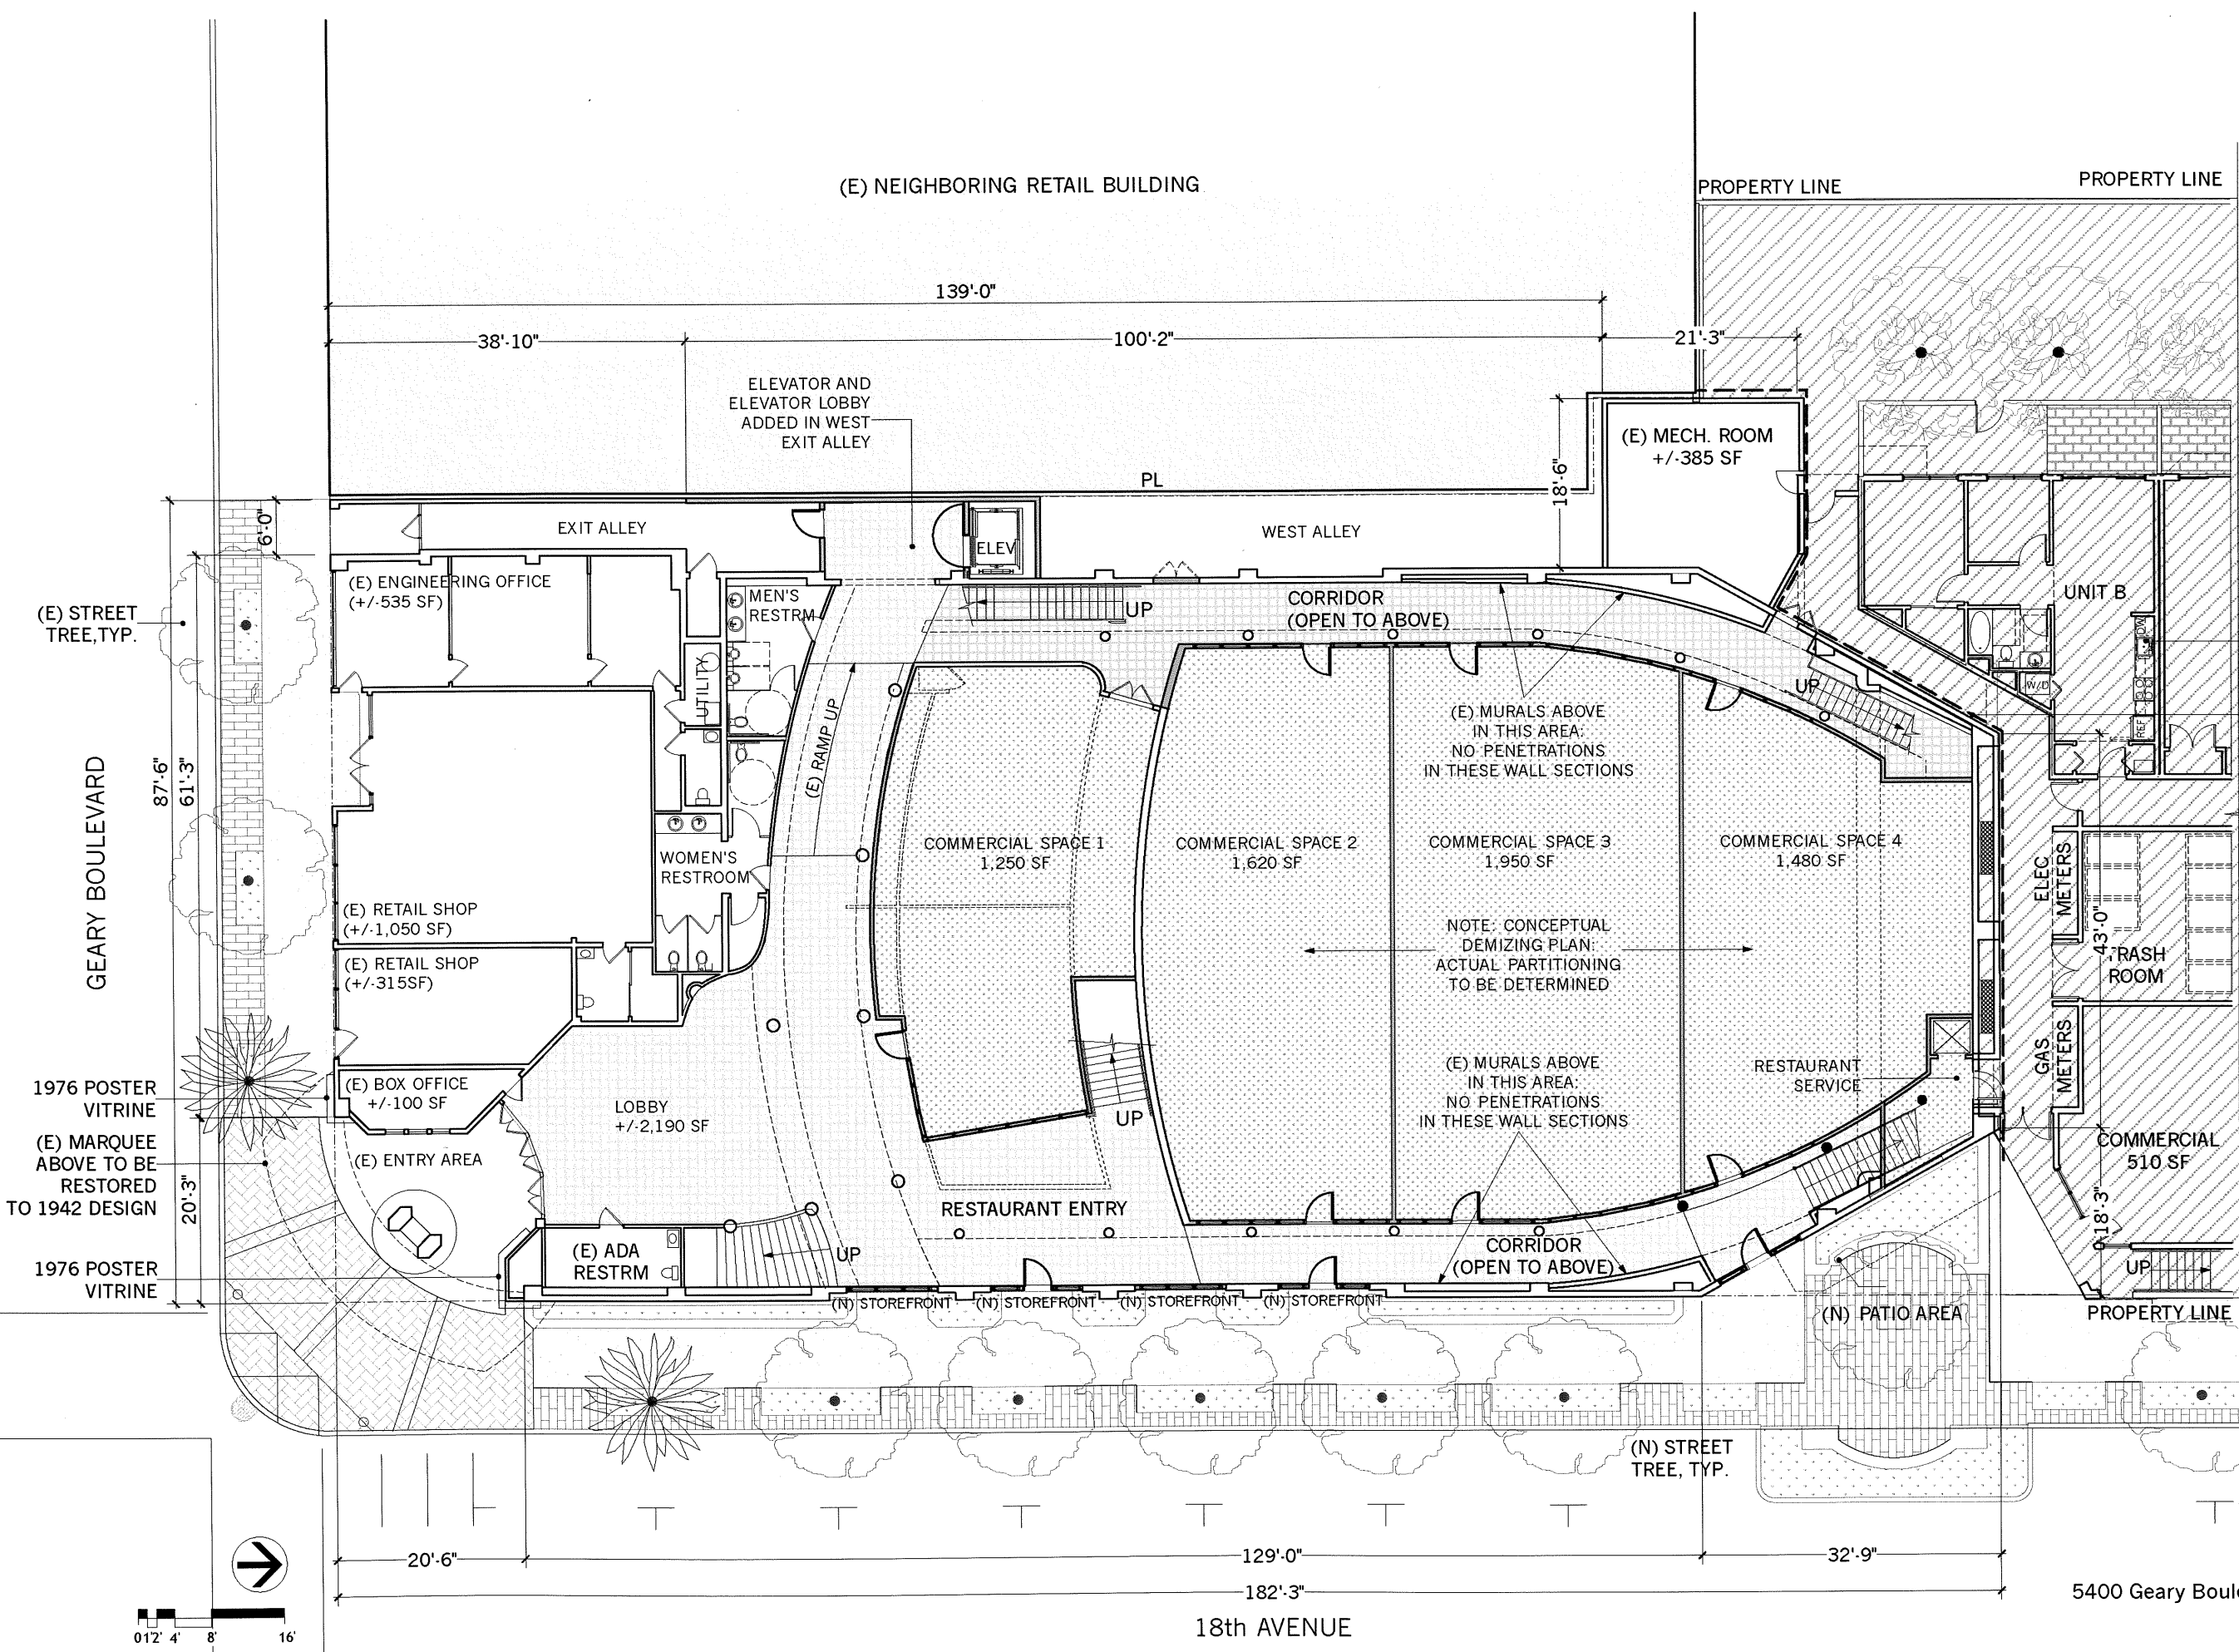 (E) NEIGHBORING RETAIL BUILDING
PROPERTY LINE
PROPERTY LINE
139'-0"
38'-10"
100'-2"
21'-3"
ELEVATOR AND
ELEVATOR LOBBY
ADDED IN WEST
EXIT ALLEY
(E) MECH. ROOM
+/-385 SF
18'-6"
PL
6'-0"
EXIT ALLEY
ELEV
WEST ALLEY
(E) ENGINEERING OFFICE
(+/-535 SF)
MEN'S
RESTRM
UP
CORRIDOR
(OPEN TO ABOVE)
UNIT B
DW
W/D
REF
(E) STREET
TREE,TYP.
UTILITY
(E) RAMP UP
UP
(E) MURALS ABOVE
IN THIS AREA:
NO PENETRATIONS
IN THESE WALL SECTIONS
GEARY BOULEVARD
87'-6"
61'-3"
WOMEN'S
RESTROOM
COMMERCIAL SPACE 1
1,250 SF
COMMERCIAL SPACE 2
1,620 SF
COMMERCIAL SPACE 3
1,950 SF
COMMERCIAL SPACE 4
1,480 SF
ELEC
METERS
43'-0"
(E) RETAIL SHOP
(+/-1,050 SF)
NOTE: CONCEPTUAL
DEMIZING PLAN:
ACTUAL PARTITIONING
TO BE DETERMINED
TRASH
ROOM
(E) RETAIL SHOP
(+/-315SF)
GAS
METERS
(E) MURALS ABOVE
IN THIS AREA:
NO PENETRATIONS
IN THESE WALL SECTIONS
RESTAURANT
SERVICE
1976 POSTER
VITRINE
(E) BOX OFFICE
+/-100 SF
LOBBY
+/-2,190 SF
UP
(E) MARQUEE
ABOVE TO BE
RESTORED
TO 1942 DESIGN
(E) ENTRY AREA
COMMERCIAL
510 SF
20'-3"
18'-3"
RESTAURANT ENTRY
(E) ADA
RESTRM
UP
CORRIDOR
(OPEN TO ABOVE)
1976 POSTER
VITRINE
UP
(N) STOREFRONT
(N) STOREFRONT
(N) STOREFRONT
(N) STOREFRONT
(N) PATIO AREA
PROPERTY LINE
(N) STREET
TREE, TYP.
20'-6"
129'-0"
32'-9"
182'-3"
5400 Geary Boul
18th AVENUE
0 1' 2' 4' 8' 16'